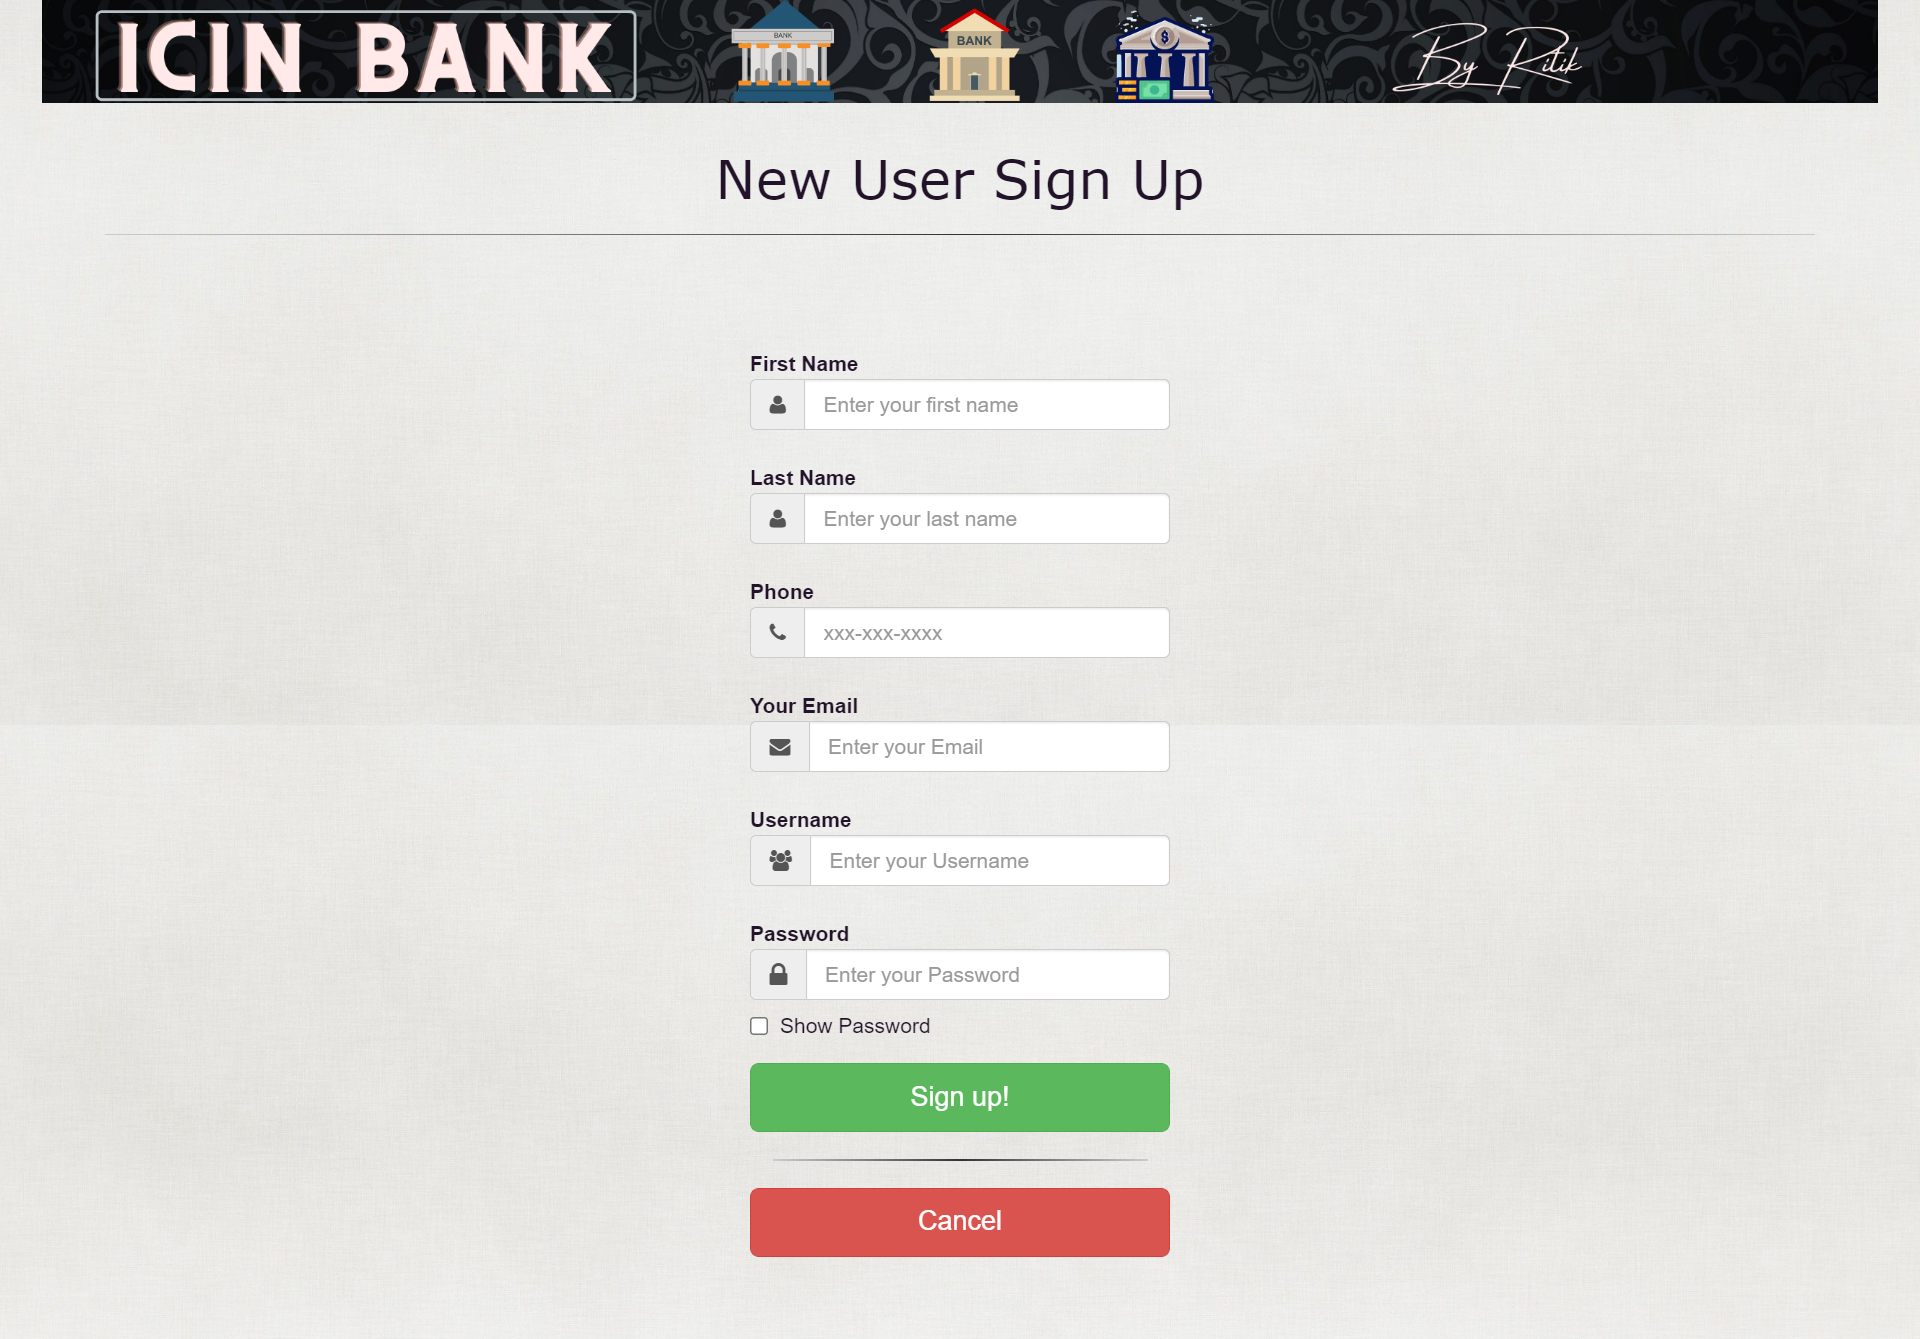 ICIN BANK
BANK
BANK
By Ritik
New User Sign Up
First Name
Enter your first name
Last Name
Enter your last name
Phone
xxx-xxx-xxxx
Your Email
Enter your Email
Username
Enter your Username
Password
Enter your Password
Show Password
Sign up!
Cancel